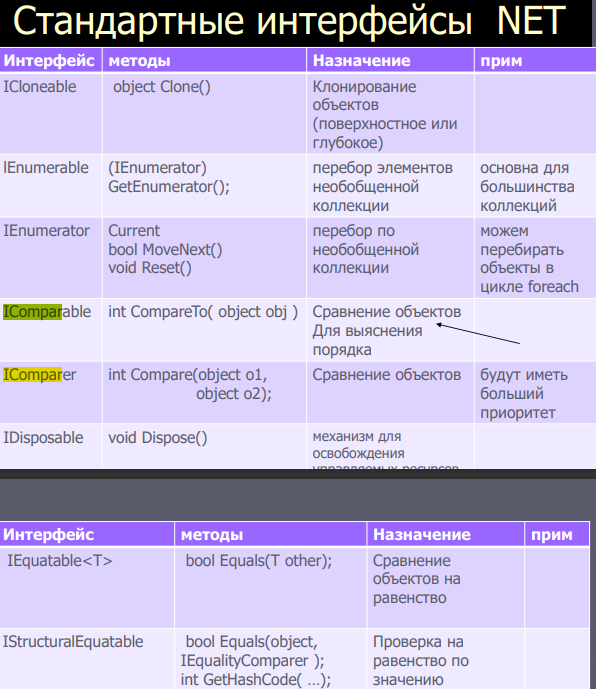 Стандартные интерфейсы NET
Интерфейс методы Назначение прим
ICloneable object Clone() Клонирование
объектов
(поверхностное или
глубокое)
IEnumerable (IEnumerator) перебор элементов основна для
GetEnumerator(); необобщенной большинства
коллекции коллекций
IEnumerator Current перебор по можем
bool MoveNext() необобщенной перебирать
void Reset() коллекции объекты в
цикле foreach
IComparable int CompareTo( object obj ) Сравнение объектов
Для выяснения
порядка
IComparer int Compare(object o1, Сравнение объектов будут иметь
object o2); больший
приоритет
IDisposable void Dispose() механизм для
освобождения
управляемых ресурсов
Интерфейс методы Назначение прим
IEquatable<T> bool Equals(T other); Сравнение
объектов на
равенство
IStructuralEquatable bool Equals(object, Проверка на
IEqualityComparer ); равенство по
int GetHashCode( …); значению